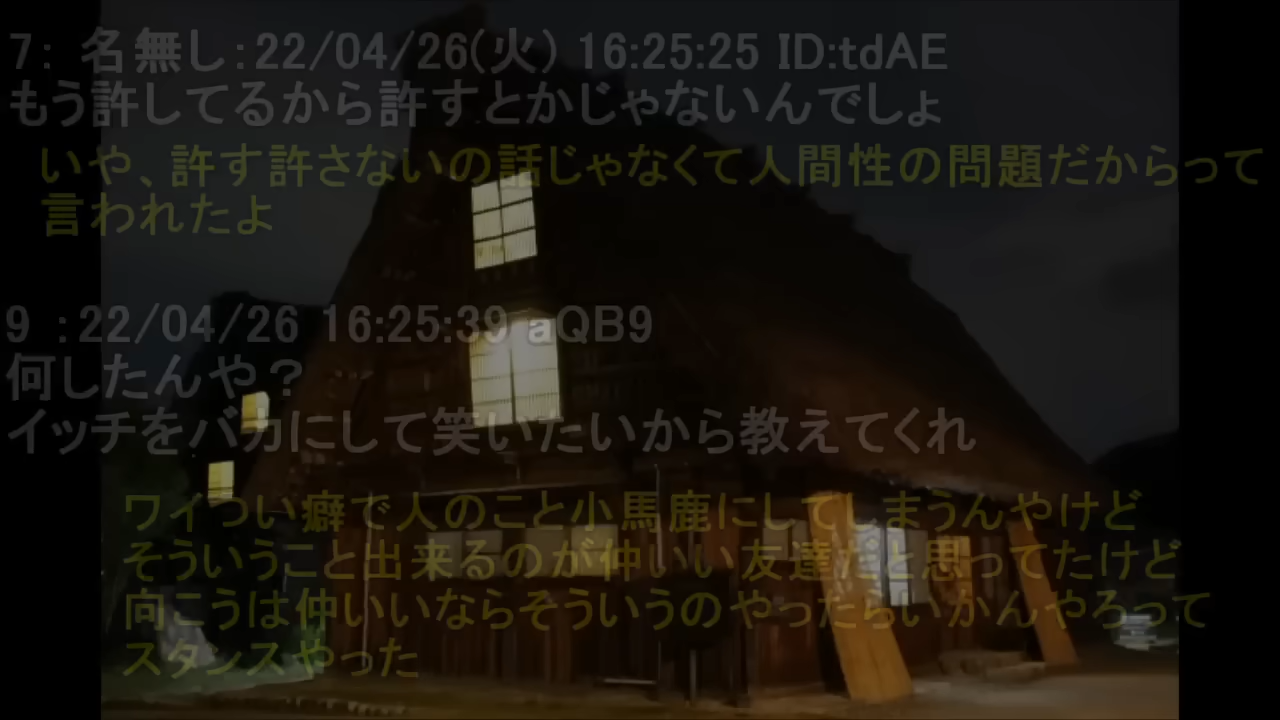 7: 名無し:22/04/26(火) 16:25:25 ID:tdAE
もう許してるから許すとかじゃないんでしょ
いや、許す許さないの話じゃなくて人間性の問題だからって
言われたよ
9 :22/04/26 16:25:39 aQB9
何したんや?
イッチをバカにして笑いたいから教えてくれ
ワイつい癖で人のこと小馬鹿にしてしまうんやけど
そういうこと出来るのが仲いい友達だと思ってたけど
向こうは仲いいならそういうのやったらいかんやろって
スタンスやった